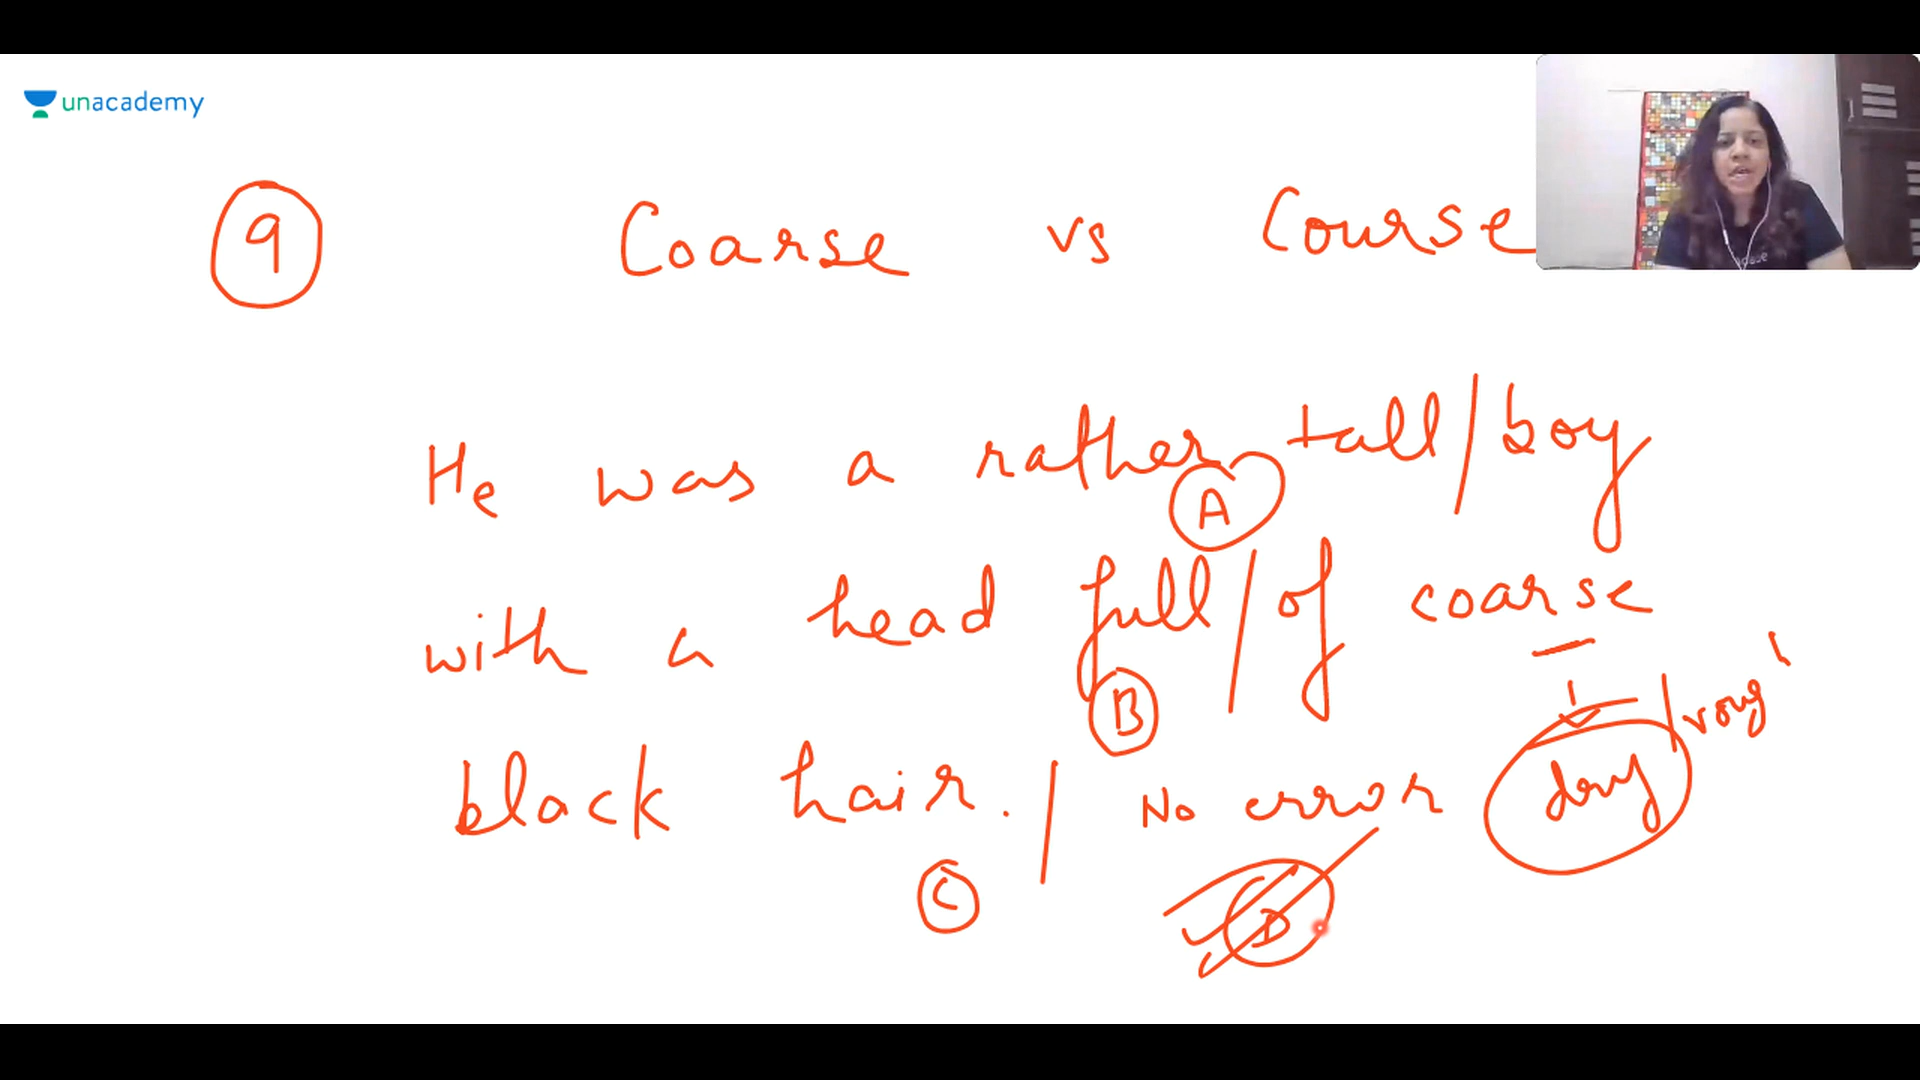 unacademy
9 Coarse vs Course
He was a rather tall / boy
A
with a head full / of coarse
B
dry / roug
black hair. / No error
C
D